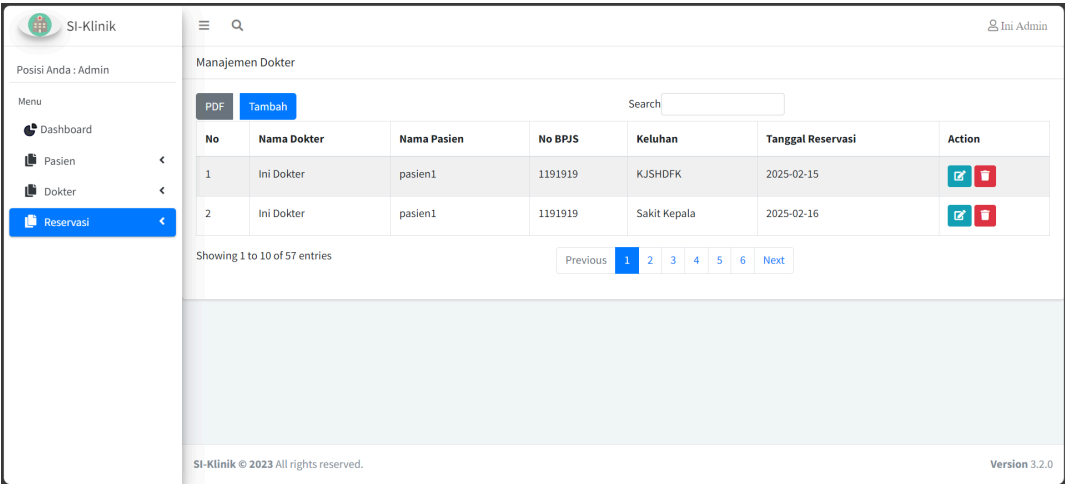 SI-Klinik
Ini Admin
Posisi Anda : Admin
Menu
Dashboard
Pasien
Dokter
Reservasi
Manajemen Dokter
PDF Tambah Search
No Nama Dokter Nama Pasien No BPJS Keluhan Tanggal Reservasi Action
1 Ini Dokter pasien1 1191919 KJSHDFK 2025-02-15
2 Ini Dokter pasien1 1191919 Sakit Kepala 2025-02-16
Showing 1 to 10 of 57 entries Previous 1 2 3 4 5 6 Next
SI-Klinik © 2023 All rights reserved. Version 3.2.0